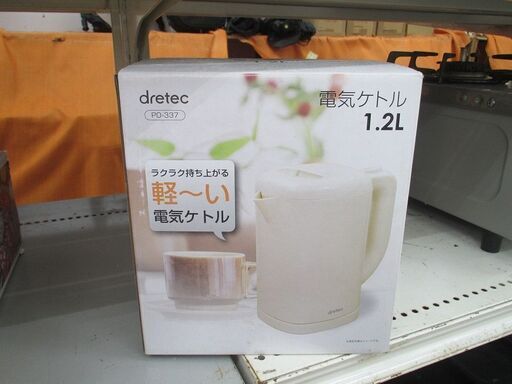 dretec
PO-337
電気ケトル
1.2L
ラクラク持ち上がる
軽～い
電気ケトル
dretec